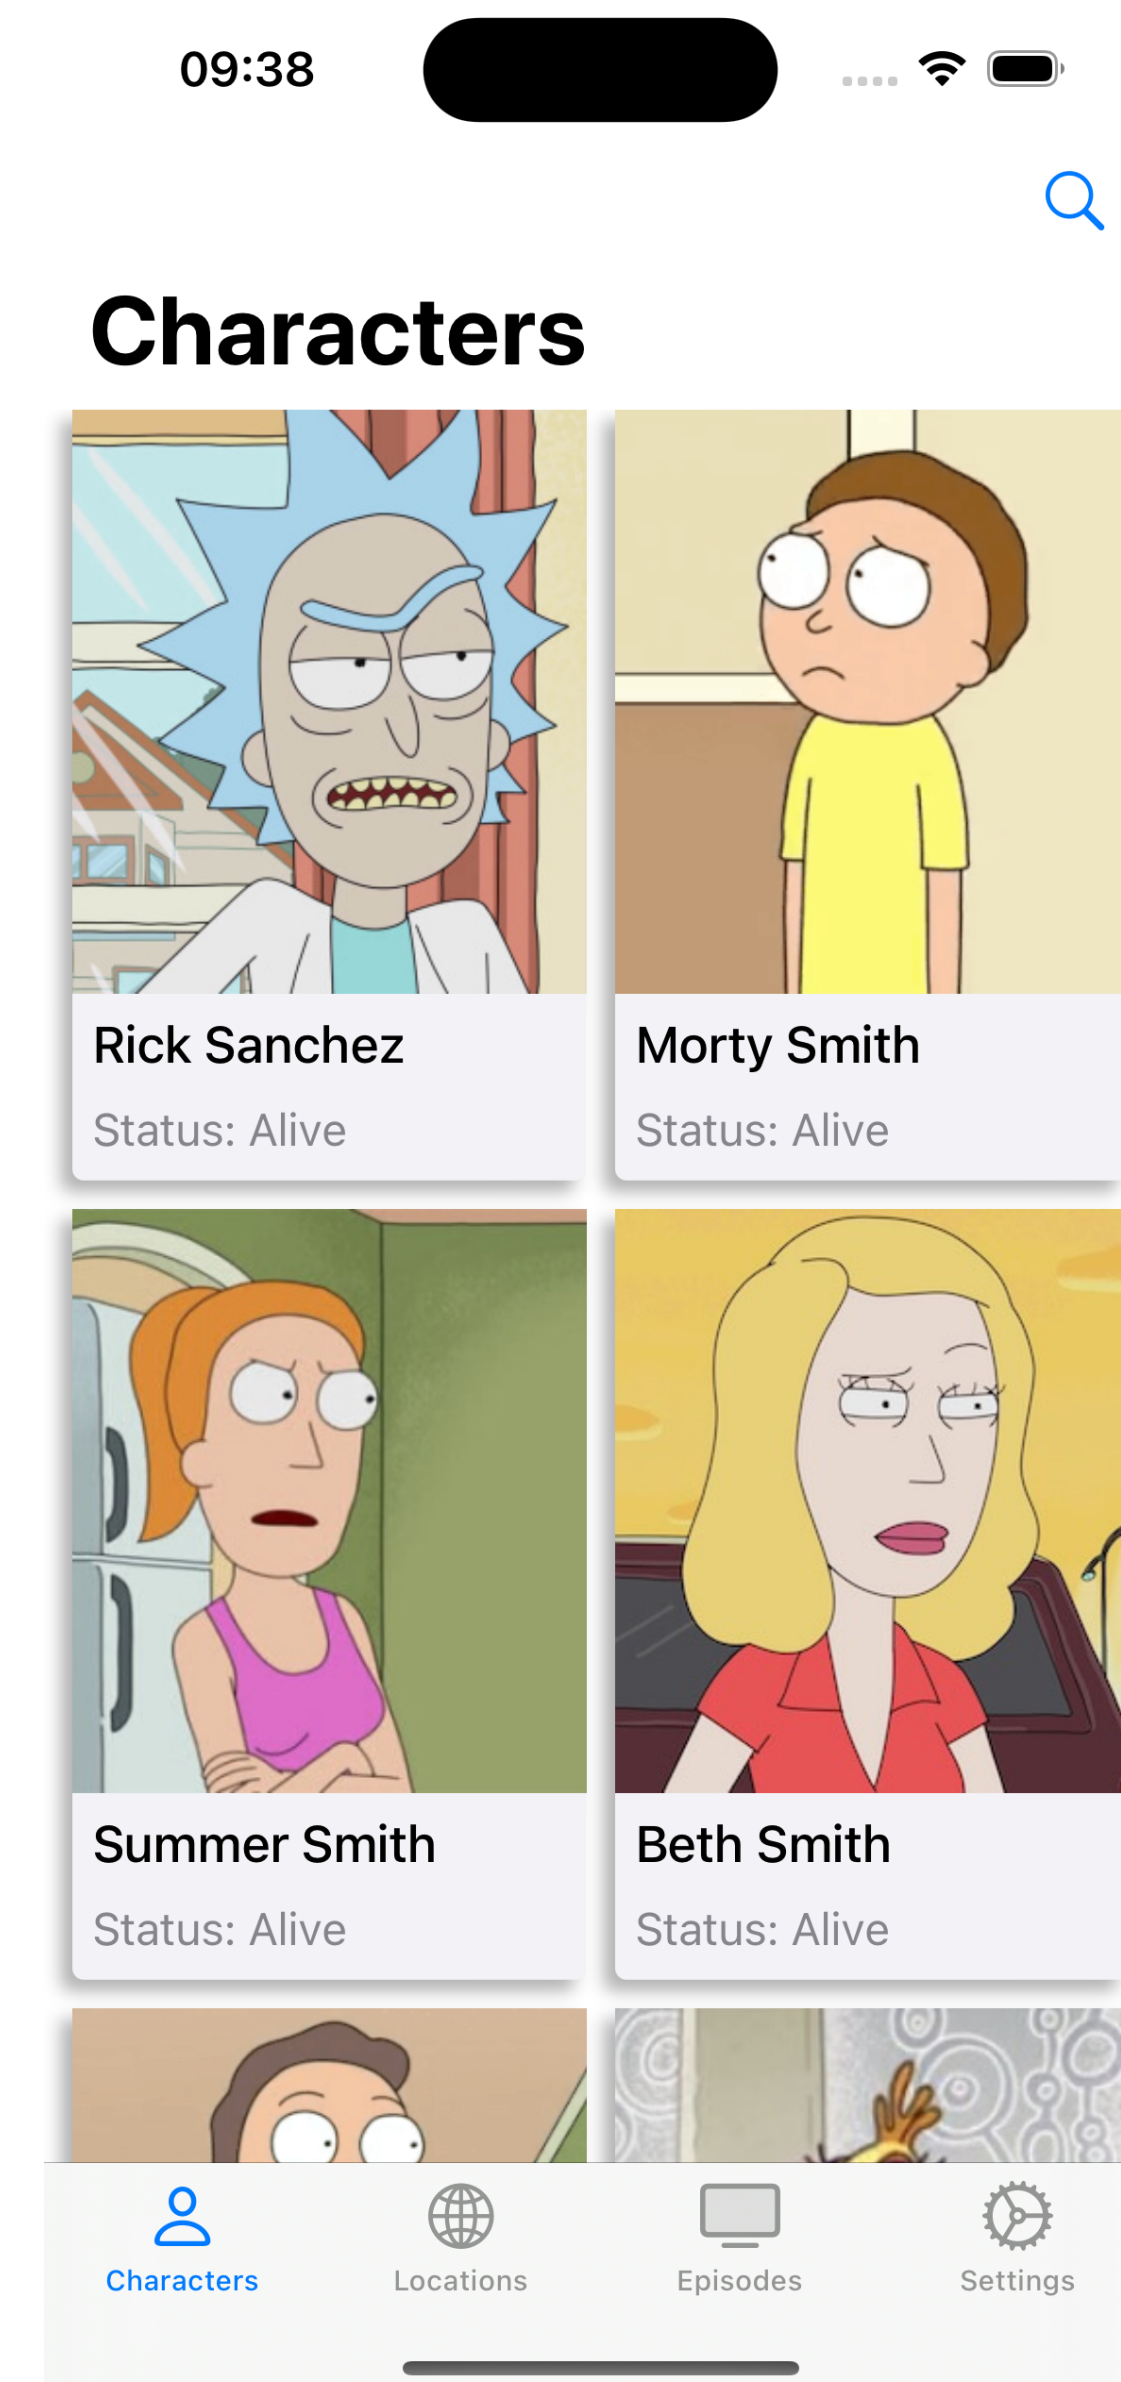 09:38
Characters
Rick Sanchez
Status: Alive
Morty Smith
Status: Alive
Summer Smith
Status: Alive
Beth Smith
Status: Alive
Characters
Locations
Episodes
Settings